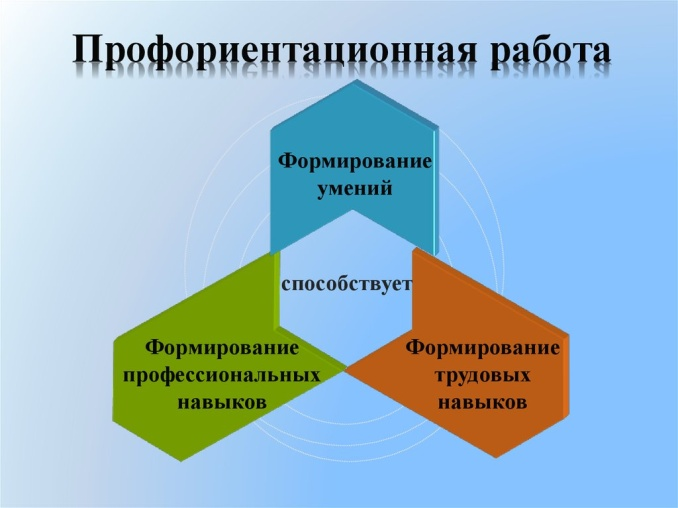 Профориентационная работа
Формирование
умений
способствует
Формирование
профессиональных
навыков
Формирование
трудовых
навыков